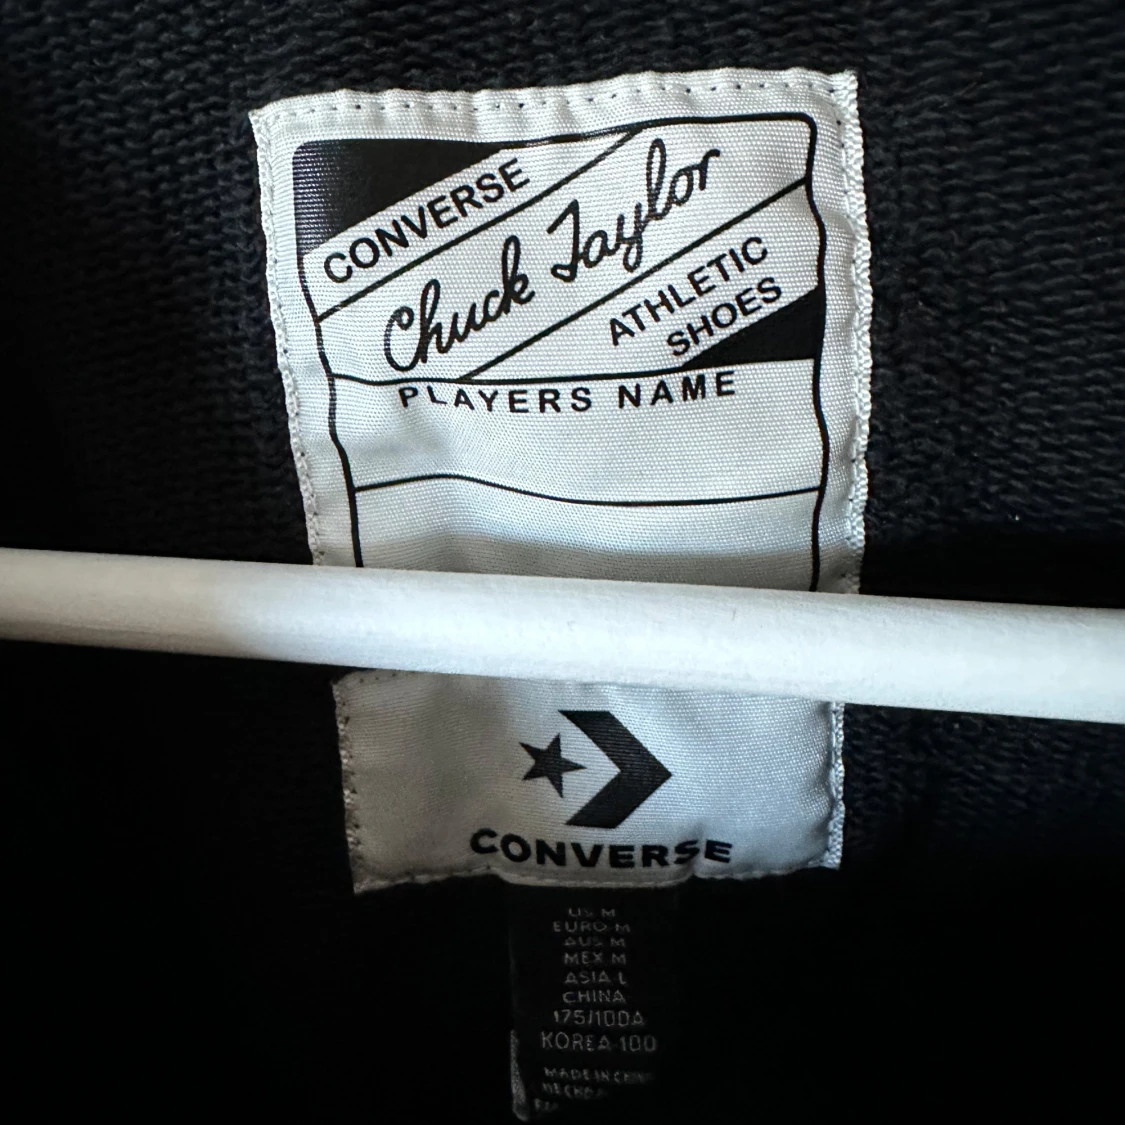 CONVERSE
Chuck Taylor
ATHLETIC
SHOES
PLAYERS NAME
CONVERSE
US M
EURO M
AUS M
MEX M
ASIA L
CHINA
175/100A
KOREA 100
MADE IN CHINA